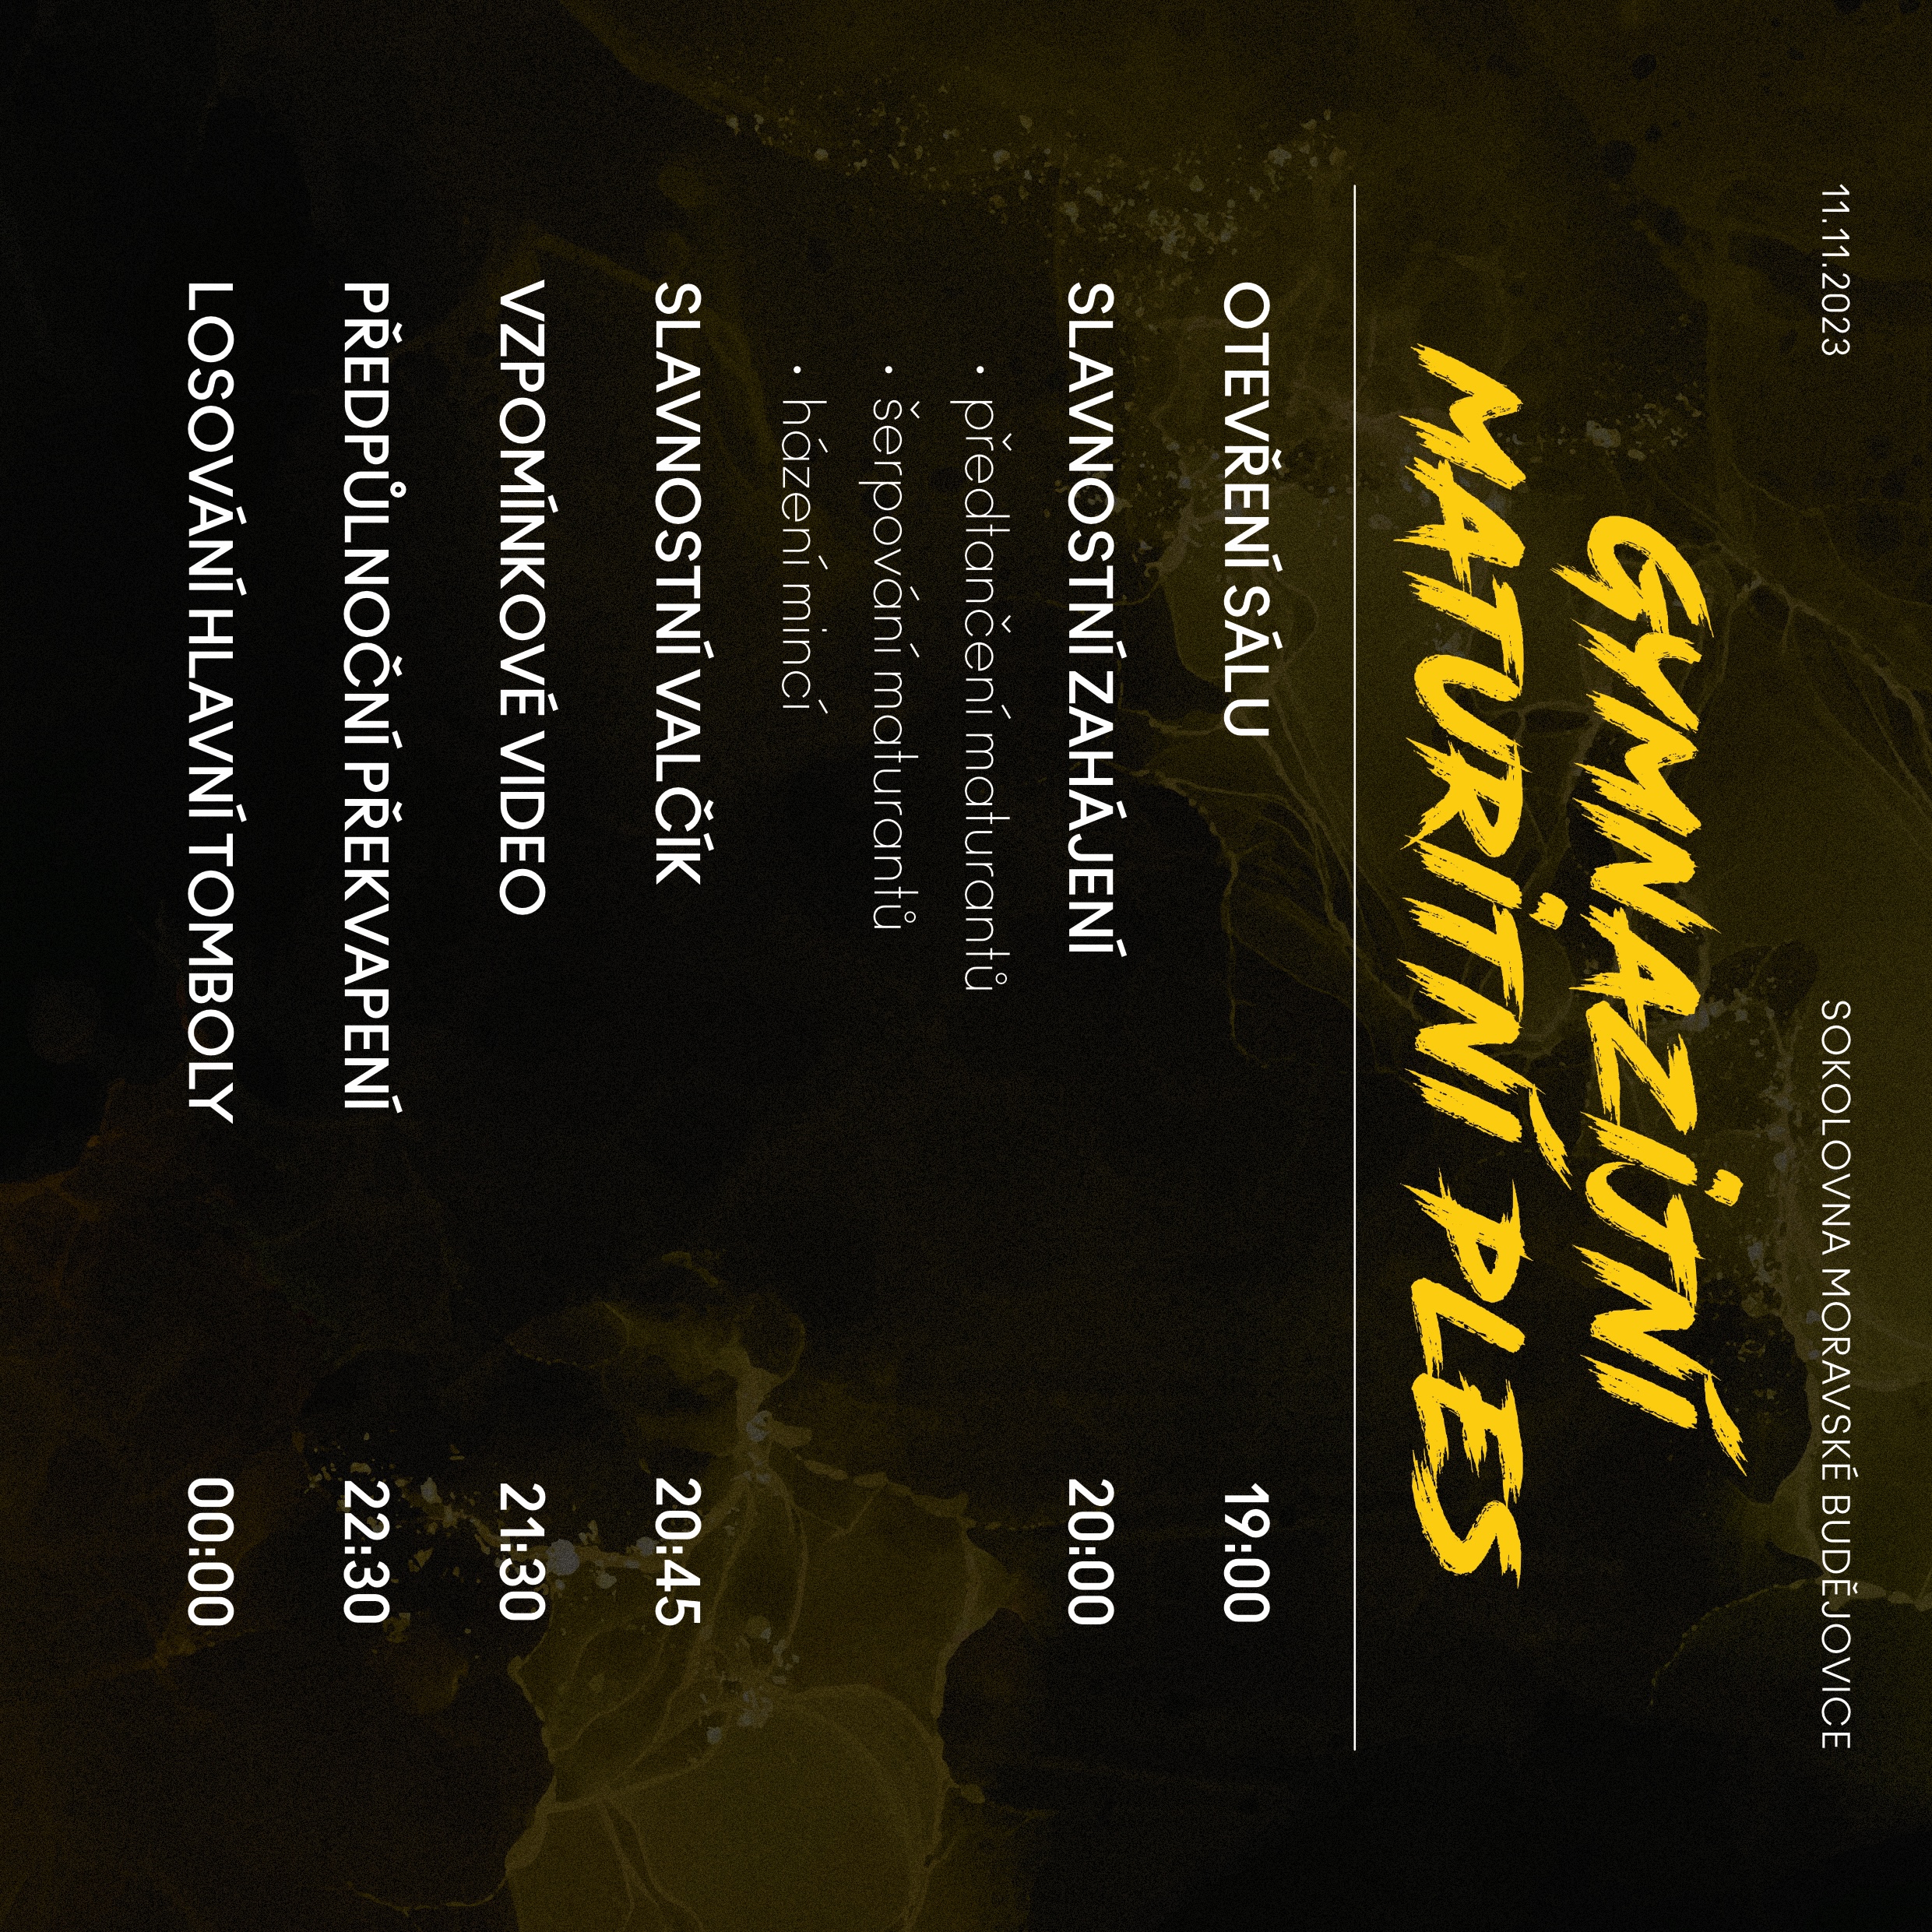 11.11.2023
SOKOLOVNA MORAVSKÉ BUDĚJOVICE
GYMNAZIJNÍ
MATURITNÍ PLES
OTEVŘENÍ SÁLU 19:00
SLAVNOSTNÍ ZAHÁJENÍ 20:00
· předtančení maturantů
· šerpování maturantů
· házení mincí
SLAVNOSTNÍ VALČÍK 20:45
VZPOMÍNKOVÉ VIDEO 21:30
PŘEDPŮLNOČNÍ PŘEKVAPENÍ 22:30
LOSOVÁNÍ HLAVNÍ TOMBOLY 00:00